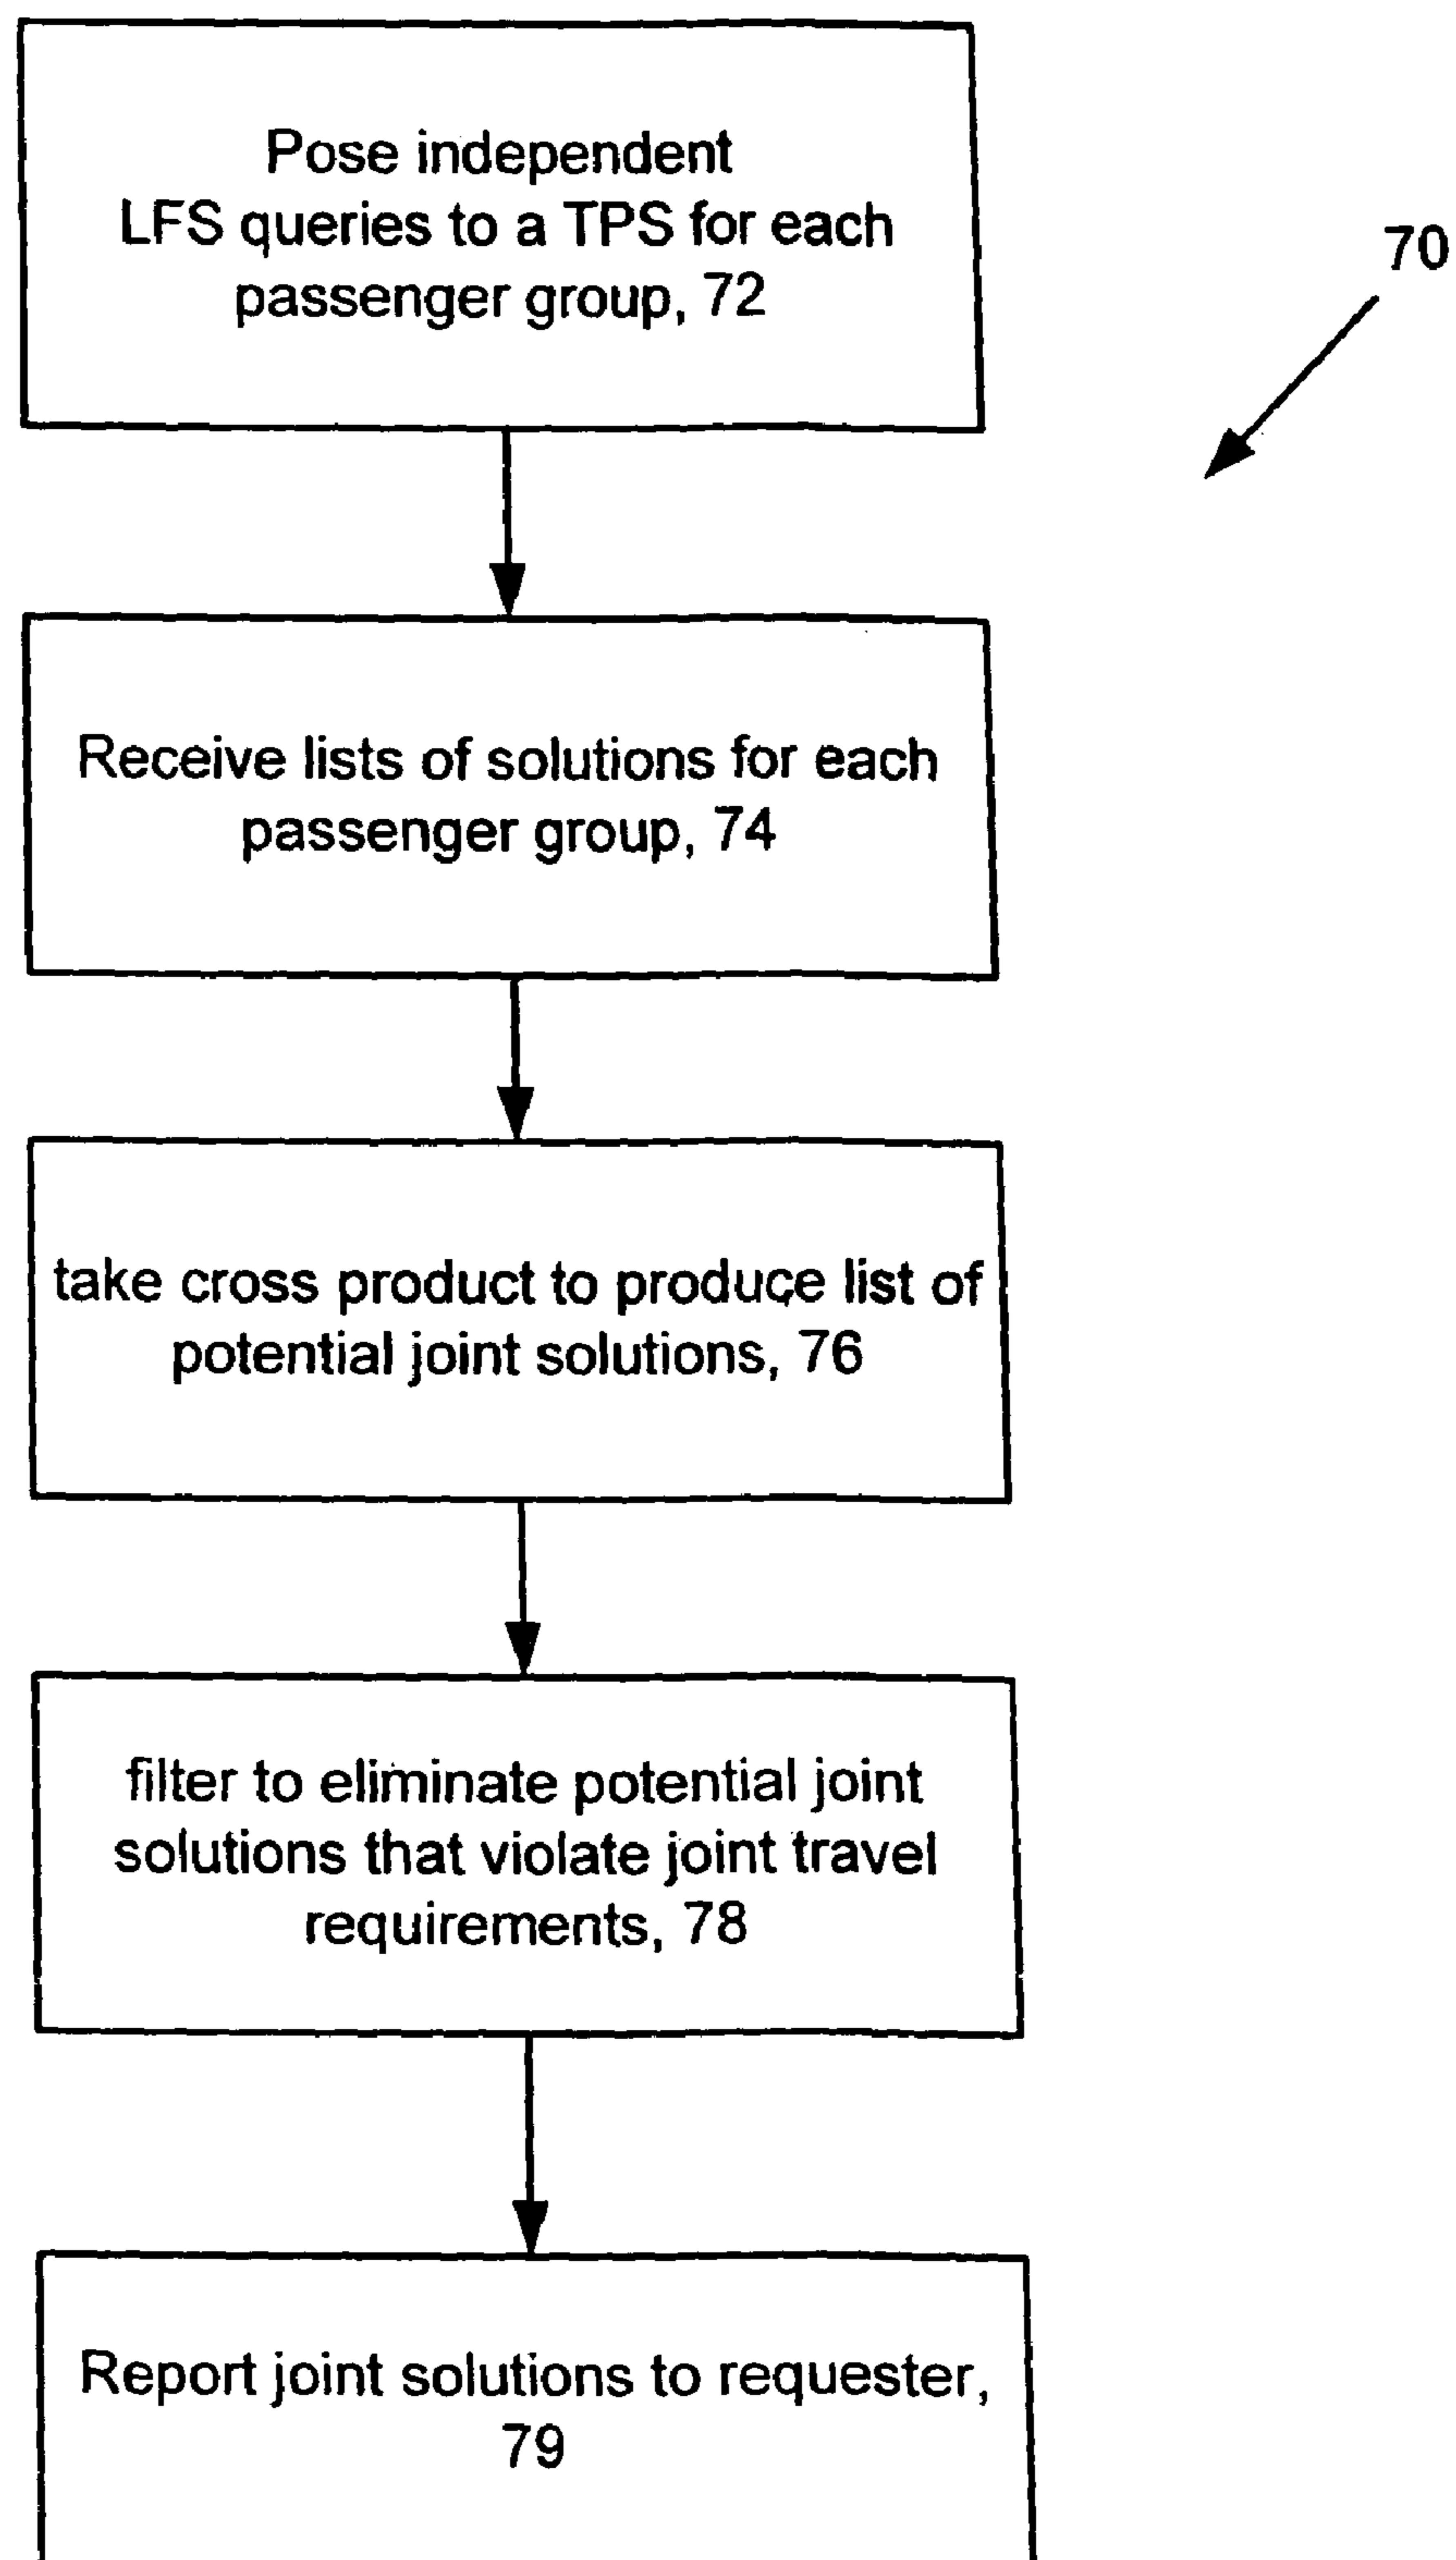 Pose independent
LFS queries to a TPS for each
passenger group, 72
70
Receive lists of solutions for each
passenger group, 74
take cross product to produce list of
potential joint solutions, 76
filter to eliminate potential joint
solutions that violate joint travel
requirements, 78
Report joint solutions to requester,
79